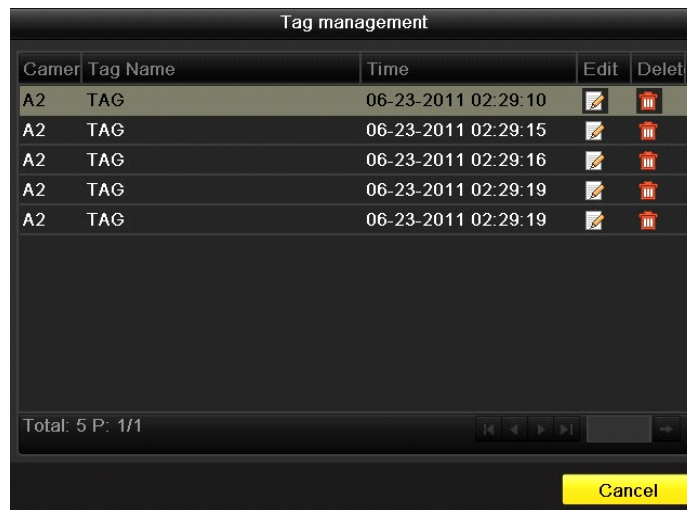 Tag management
Camer Tag Name Time Edit Delet
A2 TAG 06-23-2011 02:29:10
A2 TAG 06-23-2011 02:29:15
A2 TAG 06-23-2011 02:29:16
A2 TAG 06-23-2011 02:29:19
A2 TAG 06-23-2011 02:29:19
Total: 5 P: 1/1
Cancel